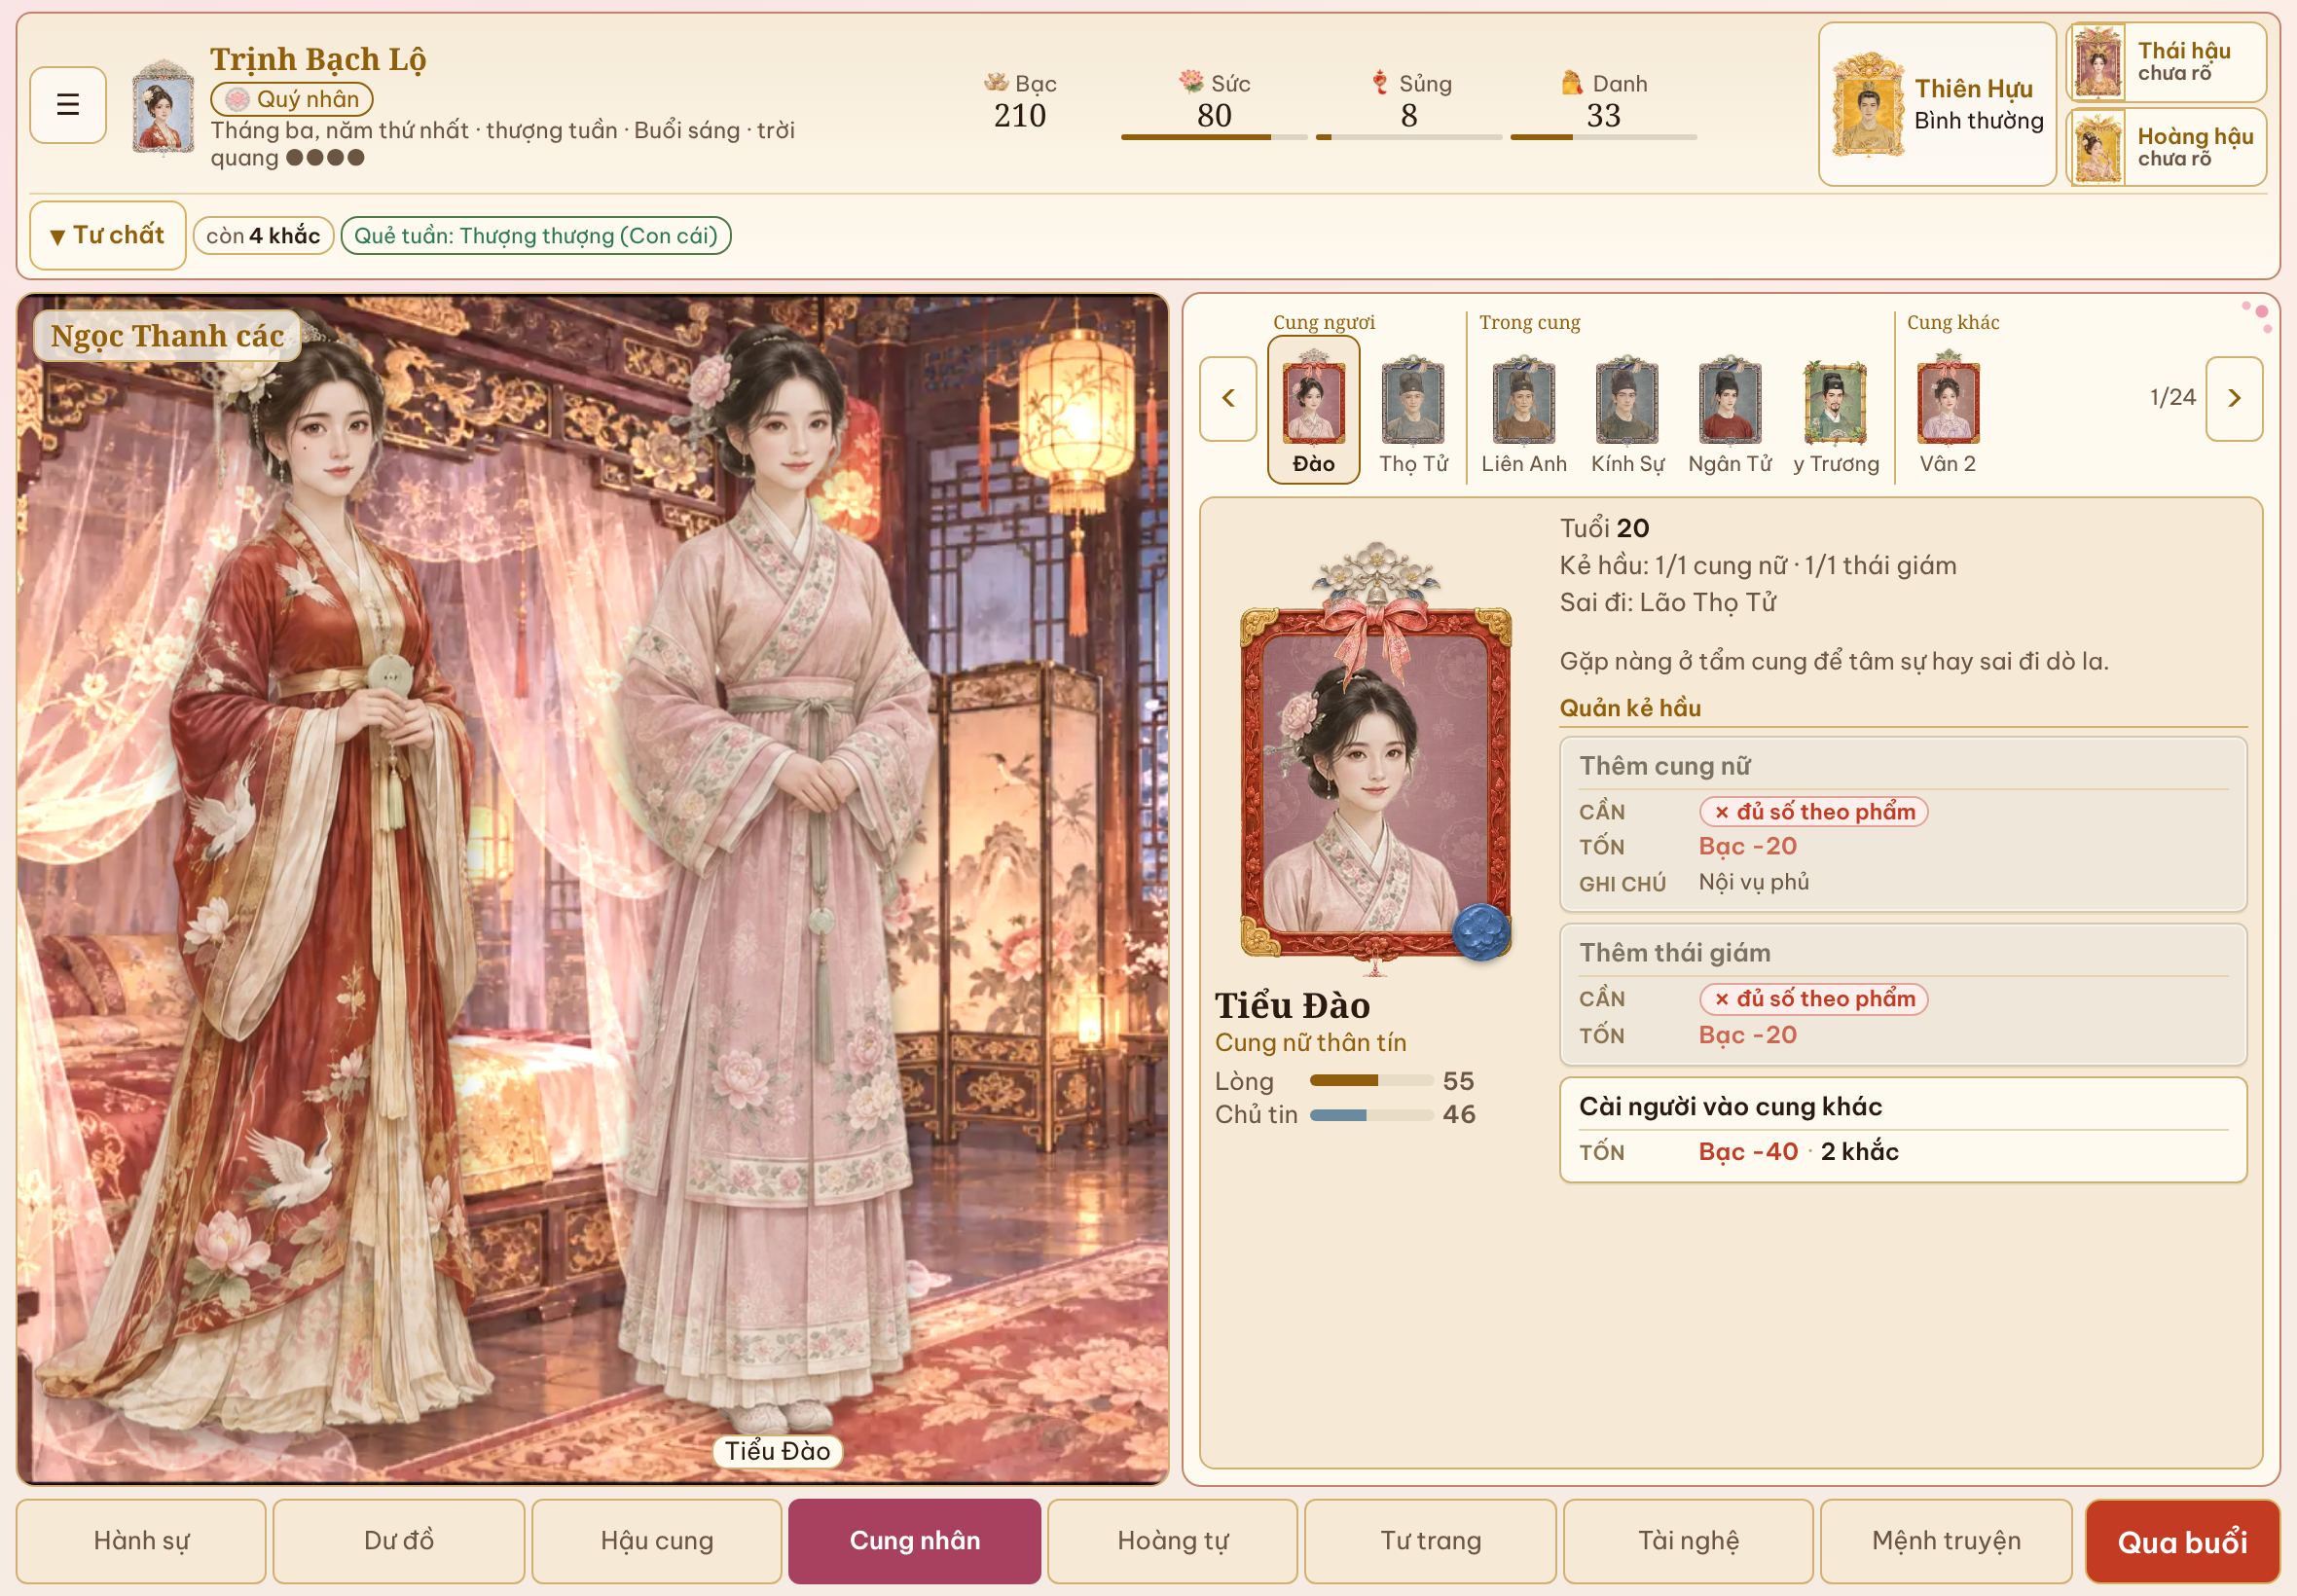 ☰
Trịnh Bạch Lộ
Quý nhân
Tháng ba, năm thứ nhất · thượng tuần · Buổi sáng · trời
quang ●●●●
Bạc
210
Sức
80
Sủng
8
Danh
33
Thiên Hựu
Bình thường
Thái hậu
chưa rõ
Hoàng hậu
chưa rõ
▼ Tư chất
còn 4 khắc
Quẻ tuần: Thượng thượng (Con cái)
Ngọc Thanh các
Tiểu Đào
Cung người
Trong cung
Cung khác
‹
Đào
Thọ Tử
Liên Anh
Kính Sự
Ngân Tử
y Trương
Vân 2
1/24
›
Tiểu Đào
Cung nữ thân tín
Lòng 55
Chủ tin 46
Tuổi 20
Kẻ hầu: 1/1 cung nữ · 1/1 thái giám
Sai đi: Lão Thọ Tử
Gặp nàng ở tẩm cung để tâm sự hay sai đi dò la.
Quản kẻ hầu
Thêm cung nữ
CẦN × đủ số theo phẩm
TỐN Bạc -20
GHI CHÚ Nội vụ phủ
Thêm thái giám
CẦN × đủ số theo phẩm
TỐN Bạc -20
Cài người vào cung khác
TỐN Bạc -40 · 2 khắc
Hành sự
Dư đồ
Hậu cung
Cung nhân
Hoàng tự
Tư trang
Tài nghệ
Mệnh truyện
Qua buổi